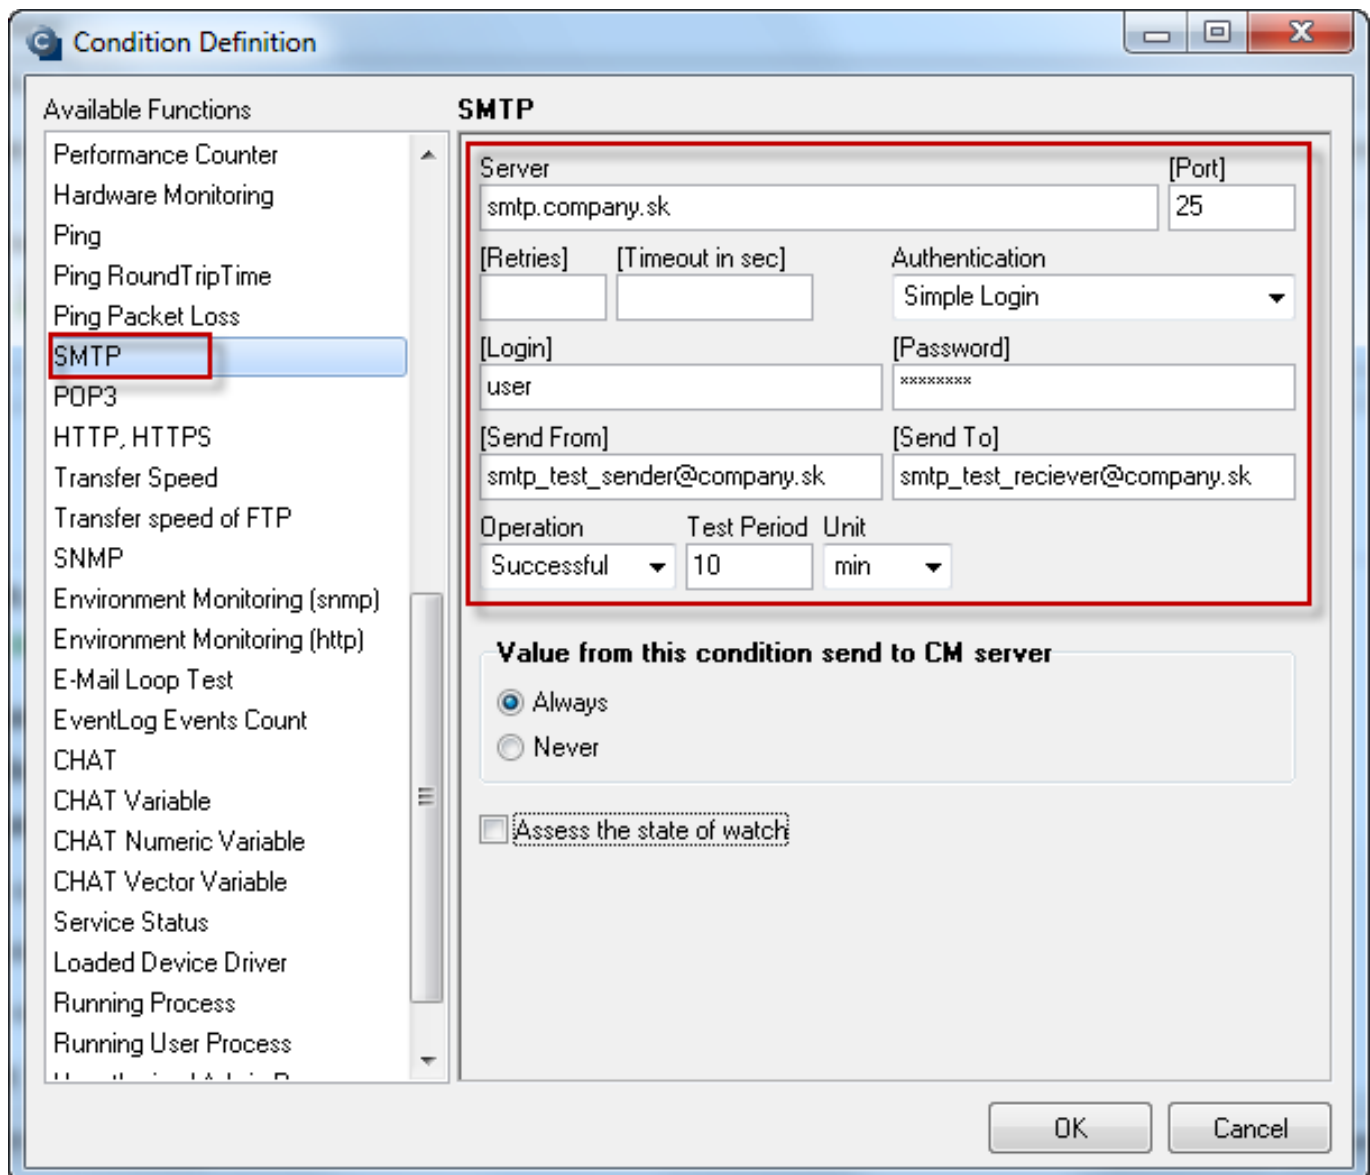 Condition Definition
Available Functions
Performance Counter
Hardware Monitoring
Ping
Ping RoundTripTime
Ping Packet Loss
SMTP
POP3
HTTP, HTTPS
Transfer Speed
Transfer speed of FTP
SNMP
Environment Monitoring (snmp)
Environment Monitoring (http)
E-Mail Loop Test
EventLog Events Count
CHAT
CHAT Variable
CHAT Numeric Variable
CHAT Vector Variable
Service Status
Loaded Device Driver
Running Process
Running User Process
SMTP
Server [Port]
smtp.company.sk 25
[Retries] [Timeout in sec] Authentication
Simple Login
[Login] [Password]
user ********
[Send From] [Send To]
smtp_test_sender@company.sk smtp_test_reciever@company.sk
Operation Test Period Unit
Successful 10 min
Value from this condition send to CM server
Always
Never
Assess the state of watch
OK Cancel